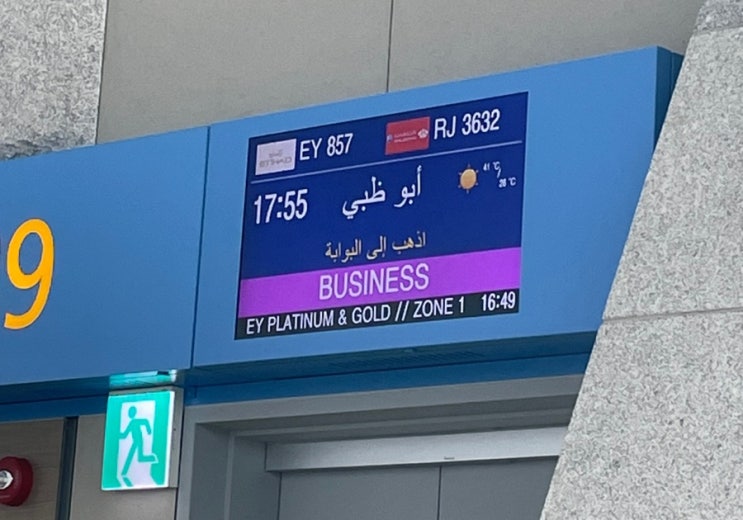 9
ETIHAD EY 857 RJ 3632
17:55 أبو ظبي 41 °C/ 28 °C
اذهب إلى البوابة
BUSINESS
EY PLATINUM & GOLD // ZONE 1 16:49